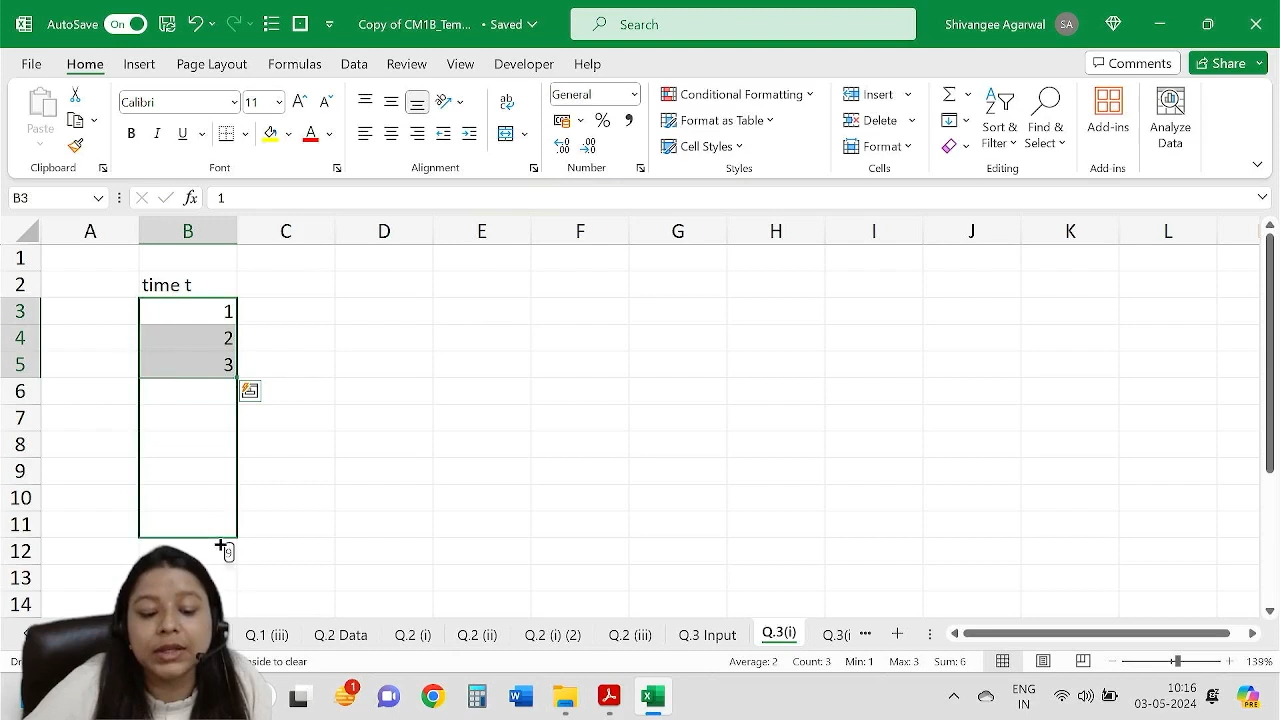 AutoSave On Copy of CM1B_Tem... • Saved Search Shivangee Agarwal SA
File Home Insert Page Layout Formulas Data Review View Developer Help Comments Share
Paste Calibri 11 General Conditional Formatting Insert
Format as Table Delete Sort & Filter Find & Select Add-ins Analyze Data
B I U Cell Styles Format
Clipboard Font Alignment Number Styles Cells Editing Add-ins
B3 fx 1
A B C D E F G H I J K L
1
2 time t
3 1
4 2
5 3
6
7
8
9
10
11
12 9
13
14
Q.1 (iii) Q.2 Data Q.2 (i) Q.2 (ii) Q.2 (i) (2) Q.2 (iii) Q.3 Input Q.3(i) Q.3(i ...
Average: 2 Count: 3 Min: 1 Max: 3 Sum: 6 139%
ENG IN 10:16 03-05-2024 PRE